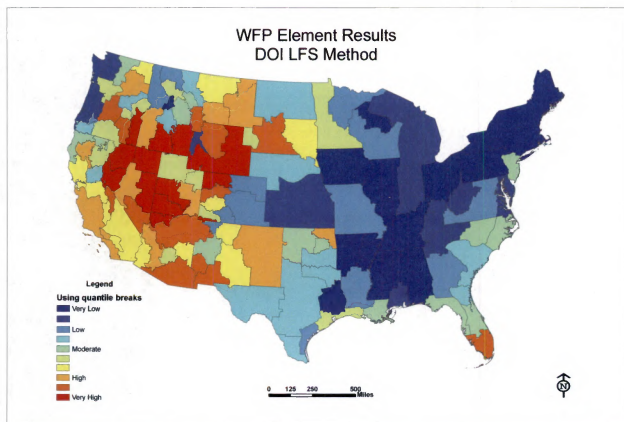 WFP Element Results
DOI LFS Method
Legend
Using quantile breaks
Very Low
Low
Moderate
High
Very High
0 125 250 500
Miles
N